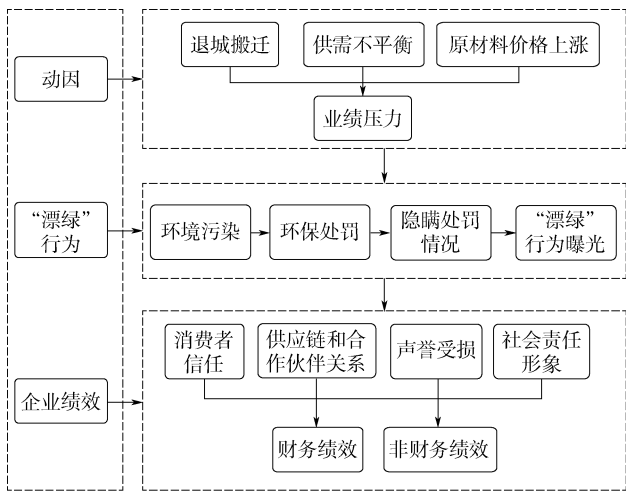 退城搬迁
供需不平衡
原材料价格上涨
动因
业绩压力
“漂绿”
行为
环境污染
环保处罚
隐瞒处罚
情况
“漂绿”
行为曝光
消费者
信任
供应链和合
作伙伴关系
声誉受损
社会责任
形象
企业绩效
财务绩效
非财务绩效